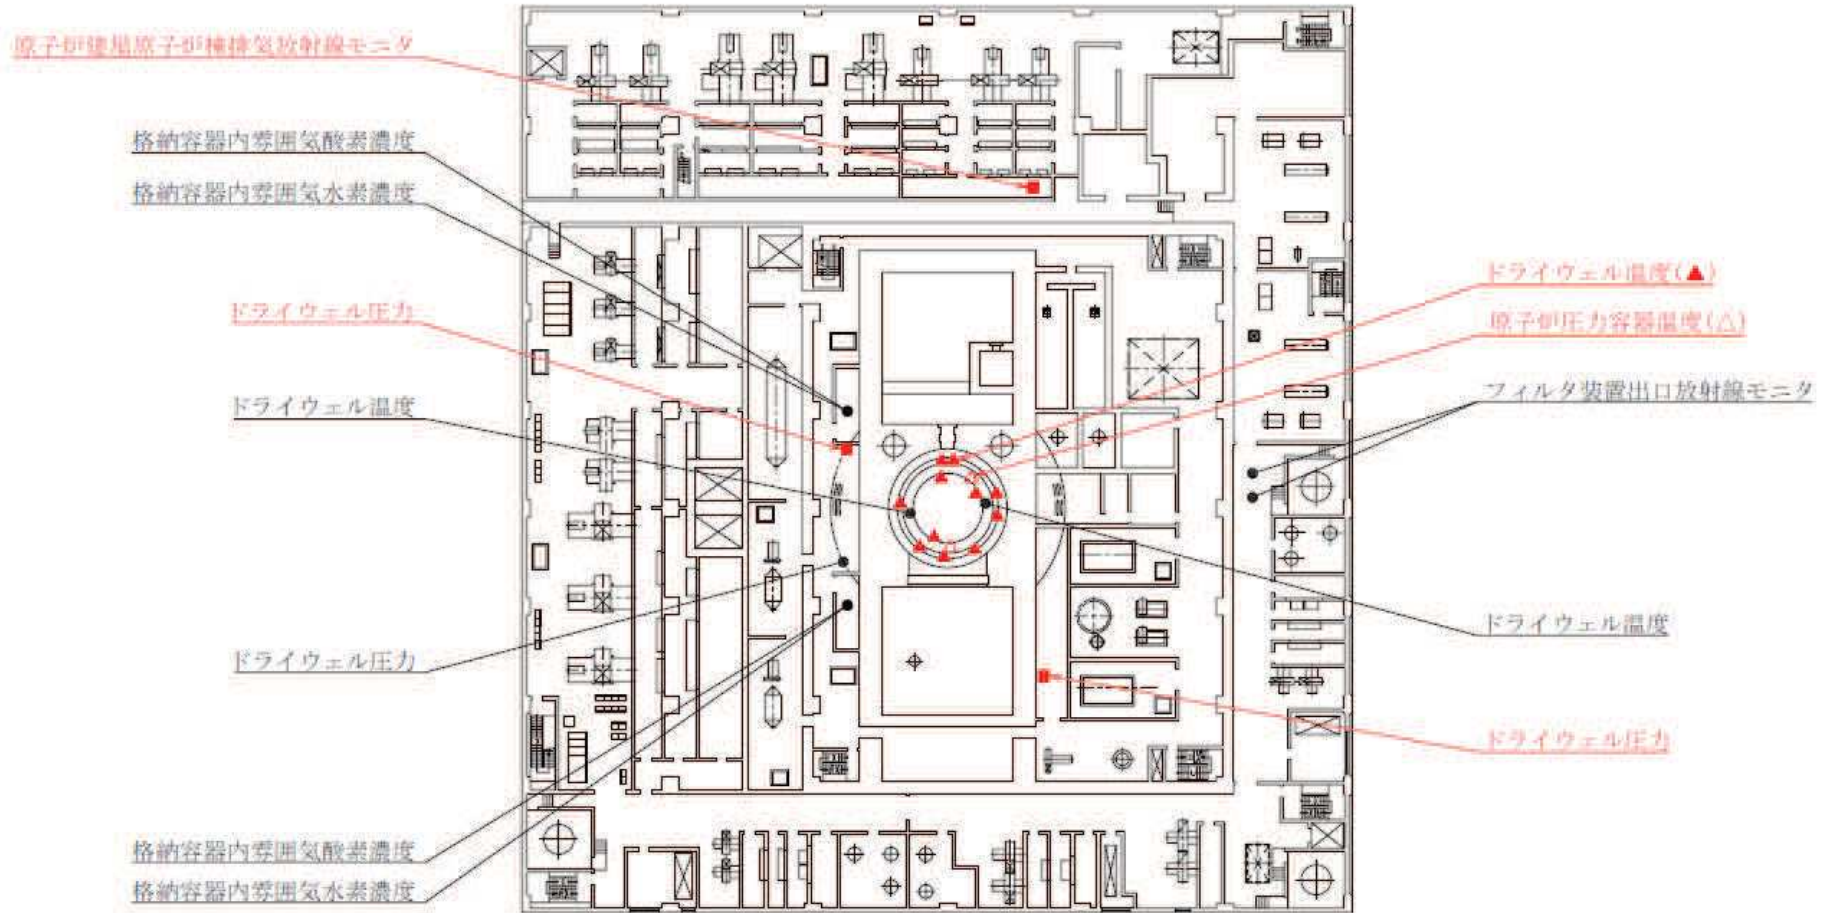 原子炉建屋原子炉棟排気放射線モニタ
格納容器内雰囲気酸素濃度
格納容器内雰囲気水素濃度
ドライウェル圧力
ドライウェル温度
ドライウェル圧力
格納容器内雰囲気酸素濃度
格納容器内雰囲気水素濃度
ドライウェル温度(▲)
原子炉圧力容器温度(△)
フィルタ装置出口放射線モニタ
ドライウェル温度
ドライウェル圧力